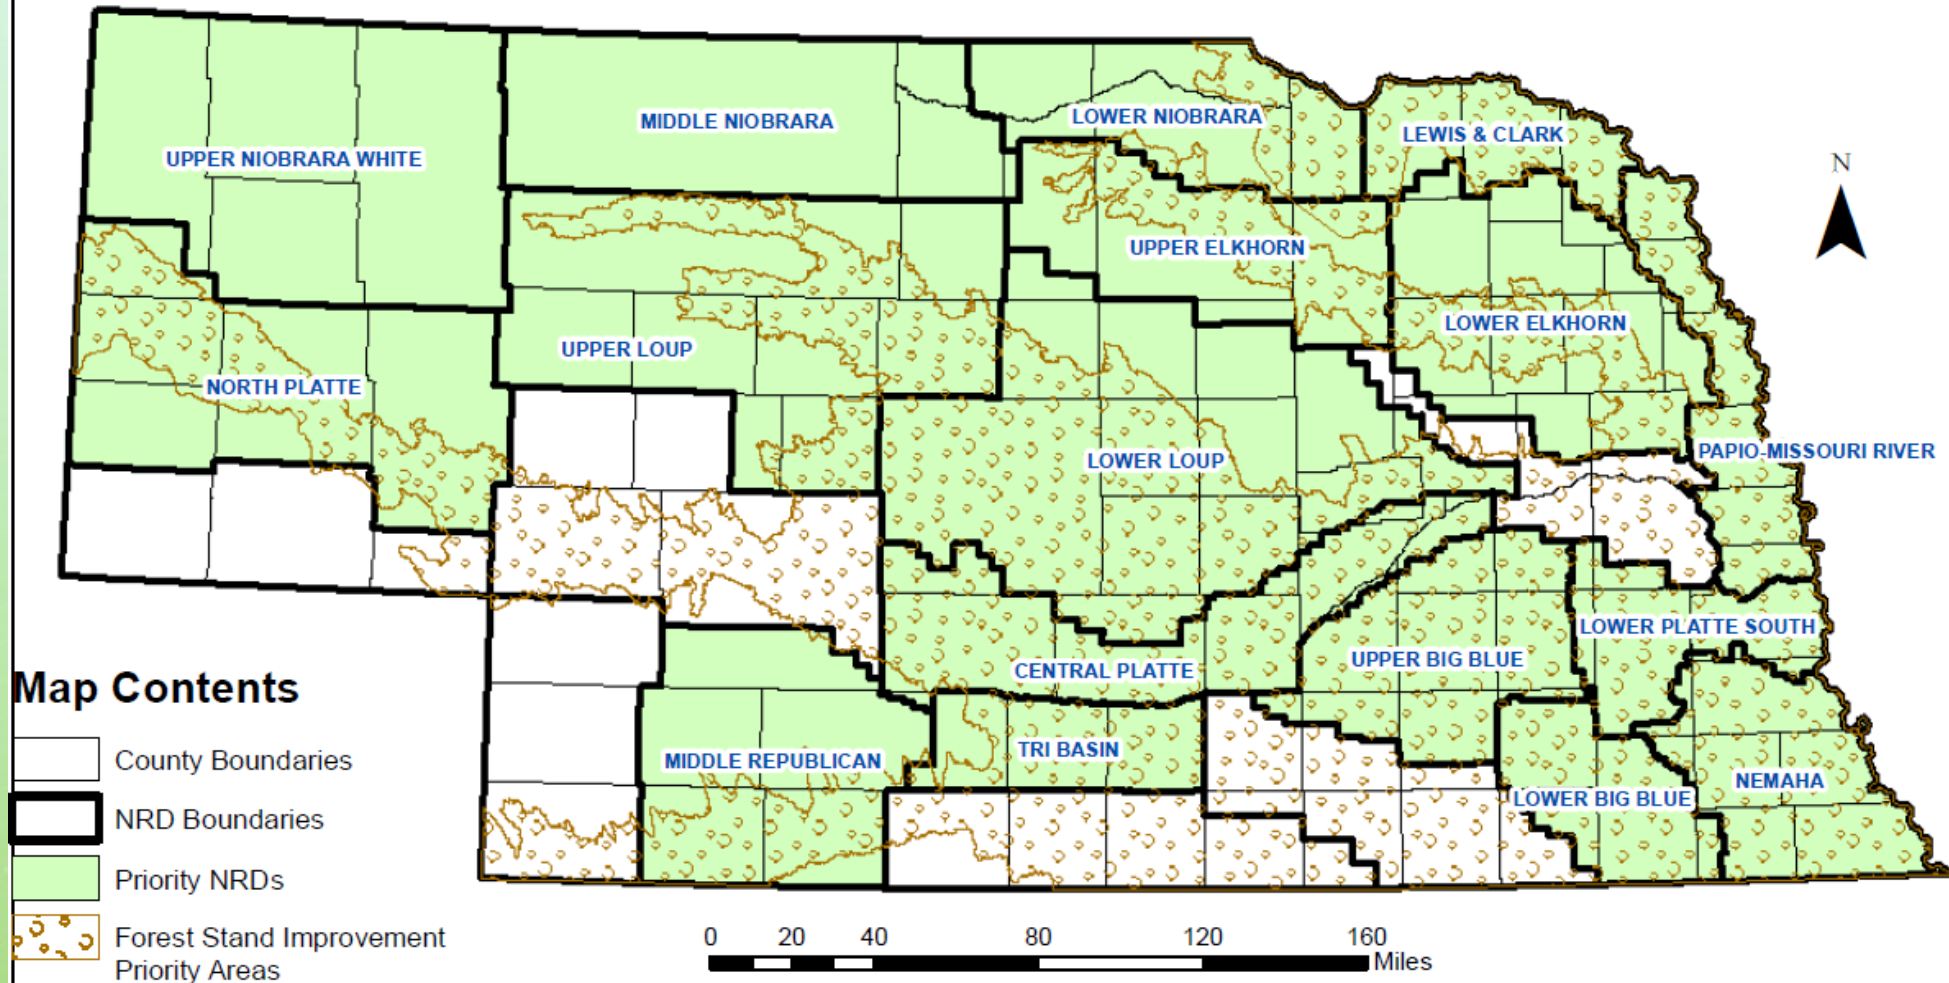 MIDDLE NIOBRARA
LOWER NIOBRARA
LEWIS & CLARK
UPPER NIOBRARA WHITE
N
UPPER ELKHORN
LOWER ELKHORN
UPPER LOUP
NORTH PLATTE
LOWER LOUP
PAPIO-MISSOURI RIVER
LOWER PLATTE SOUTH
UPPER BIG BLUE
CENTRAL PLATTE
TRI BASIN
MIDDLE REPUBLICAN
NEMAHA
LOWER BIG BLUE
Map Contents
County Boundaries
NRD Boundaries
Priority NRDs
Forest Stand Improvement
Priority Areas
0 20 40 80 120 160
Miles